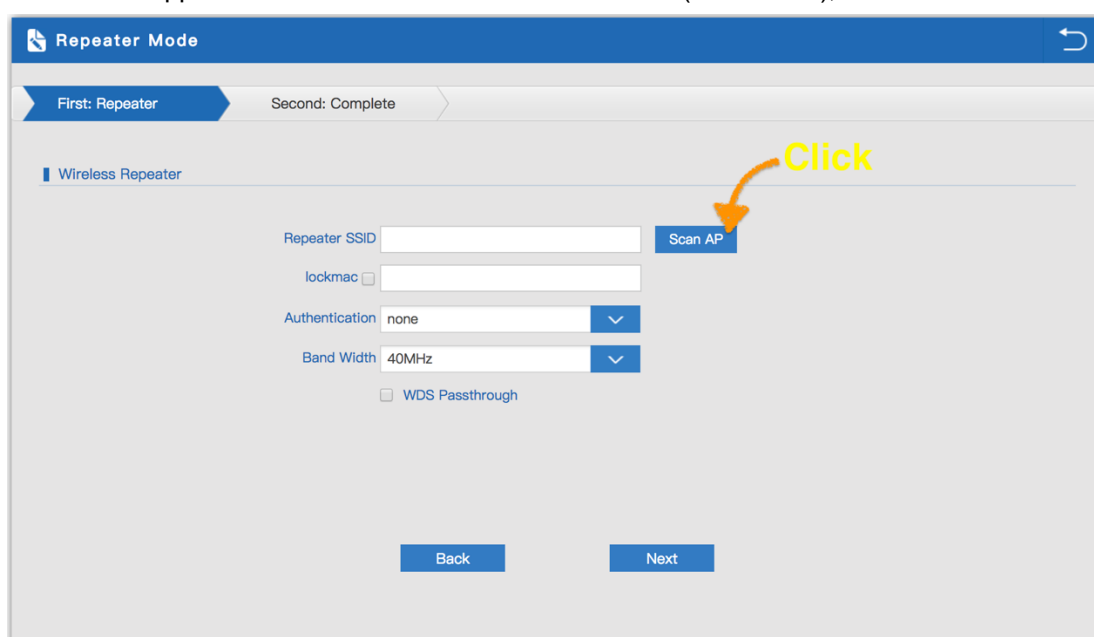 Repeater Mode
First: Repeater Second: Complete
Click
Wireless Repeater
Repeater SSID Scan AP
lockmac
Authentication none
Band Width 40MHz
WDS Passthrough
Back Next